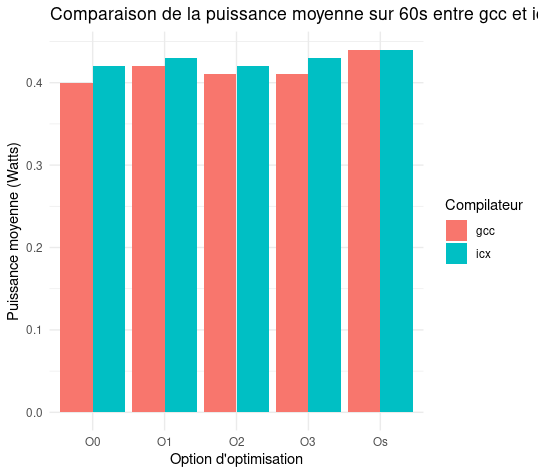 Comparaison de la puissance moyenne sur 60s entre gcc et ic
Puissance moyenne (Watts)
0.4
0.3
0.2
0.1
0.0
O0 O1 O2 O3 Os
Option d'optimisation
Compilateur
gcc
icx